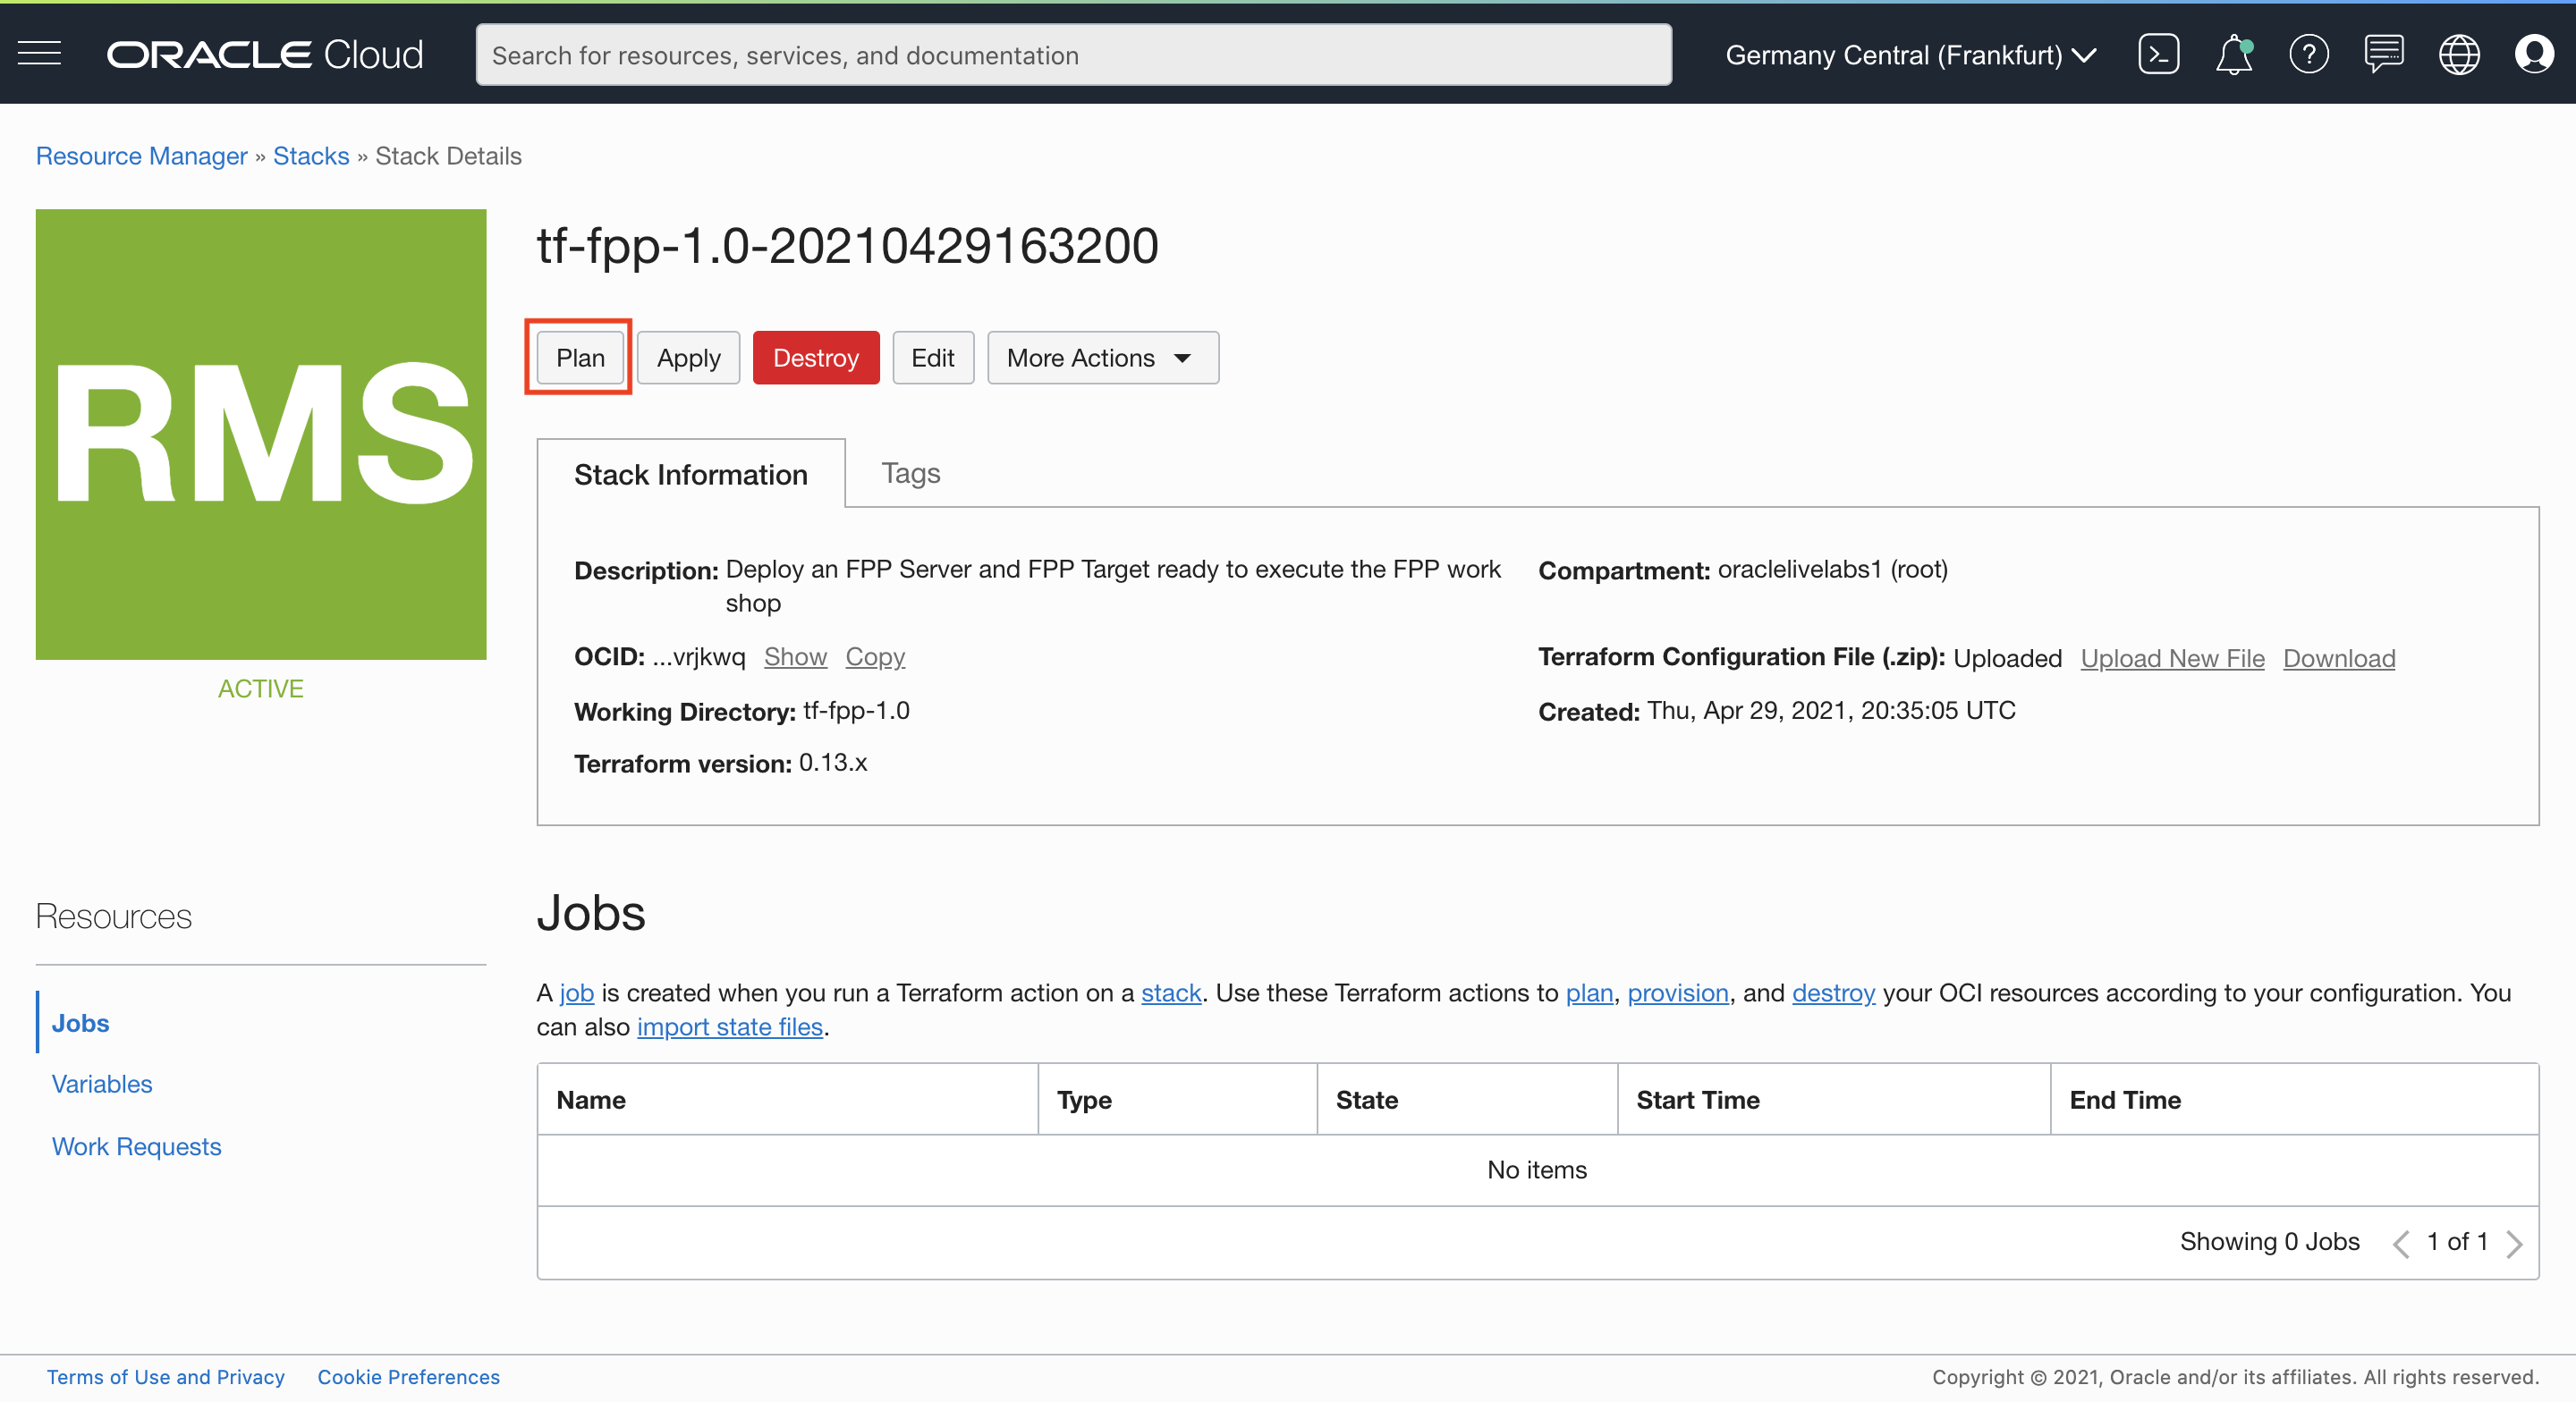 ORACLE Cloud
Search for resources, services, and documentation
Germany Central (Frankfurt)
Resource Manager » Stacks » Stack Details
RMS
ACTIVE
tf-fpp-1.0-20210429163200
Plan Apply Destroy Edit More Actions
Stack Information Tags
Description: Deploy an FPP Server and FPP Target ready to execute the FPP work
shop
Compartment: oraclelivelabs1 (root)
OCID: ...vrjkwq Show Copy
Terraform Configuration File (.zip): Uploaded Upload New File Download
Working Directory: tf-fpp-1.0
Created: Thu, Apr 29, 2021, 20:35:05 UTC
Terraform version: 0.13.x
Resources
Jobs
Variables
Work Requests
Jobs
A job is created when you run a Terraform action on a stack. Use these Terraform actions to plan, provision, and destroy your OCI resources according to your configuration. You
can also import state files.
Name Type State Start Time End Time
No items
Showing 0 Jobs 1 of 1
Terms of Use and Privacy Cookie Preferences
Copyright © 2021, Oracle and/or its affiliates. All rights reserved.